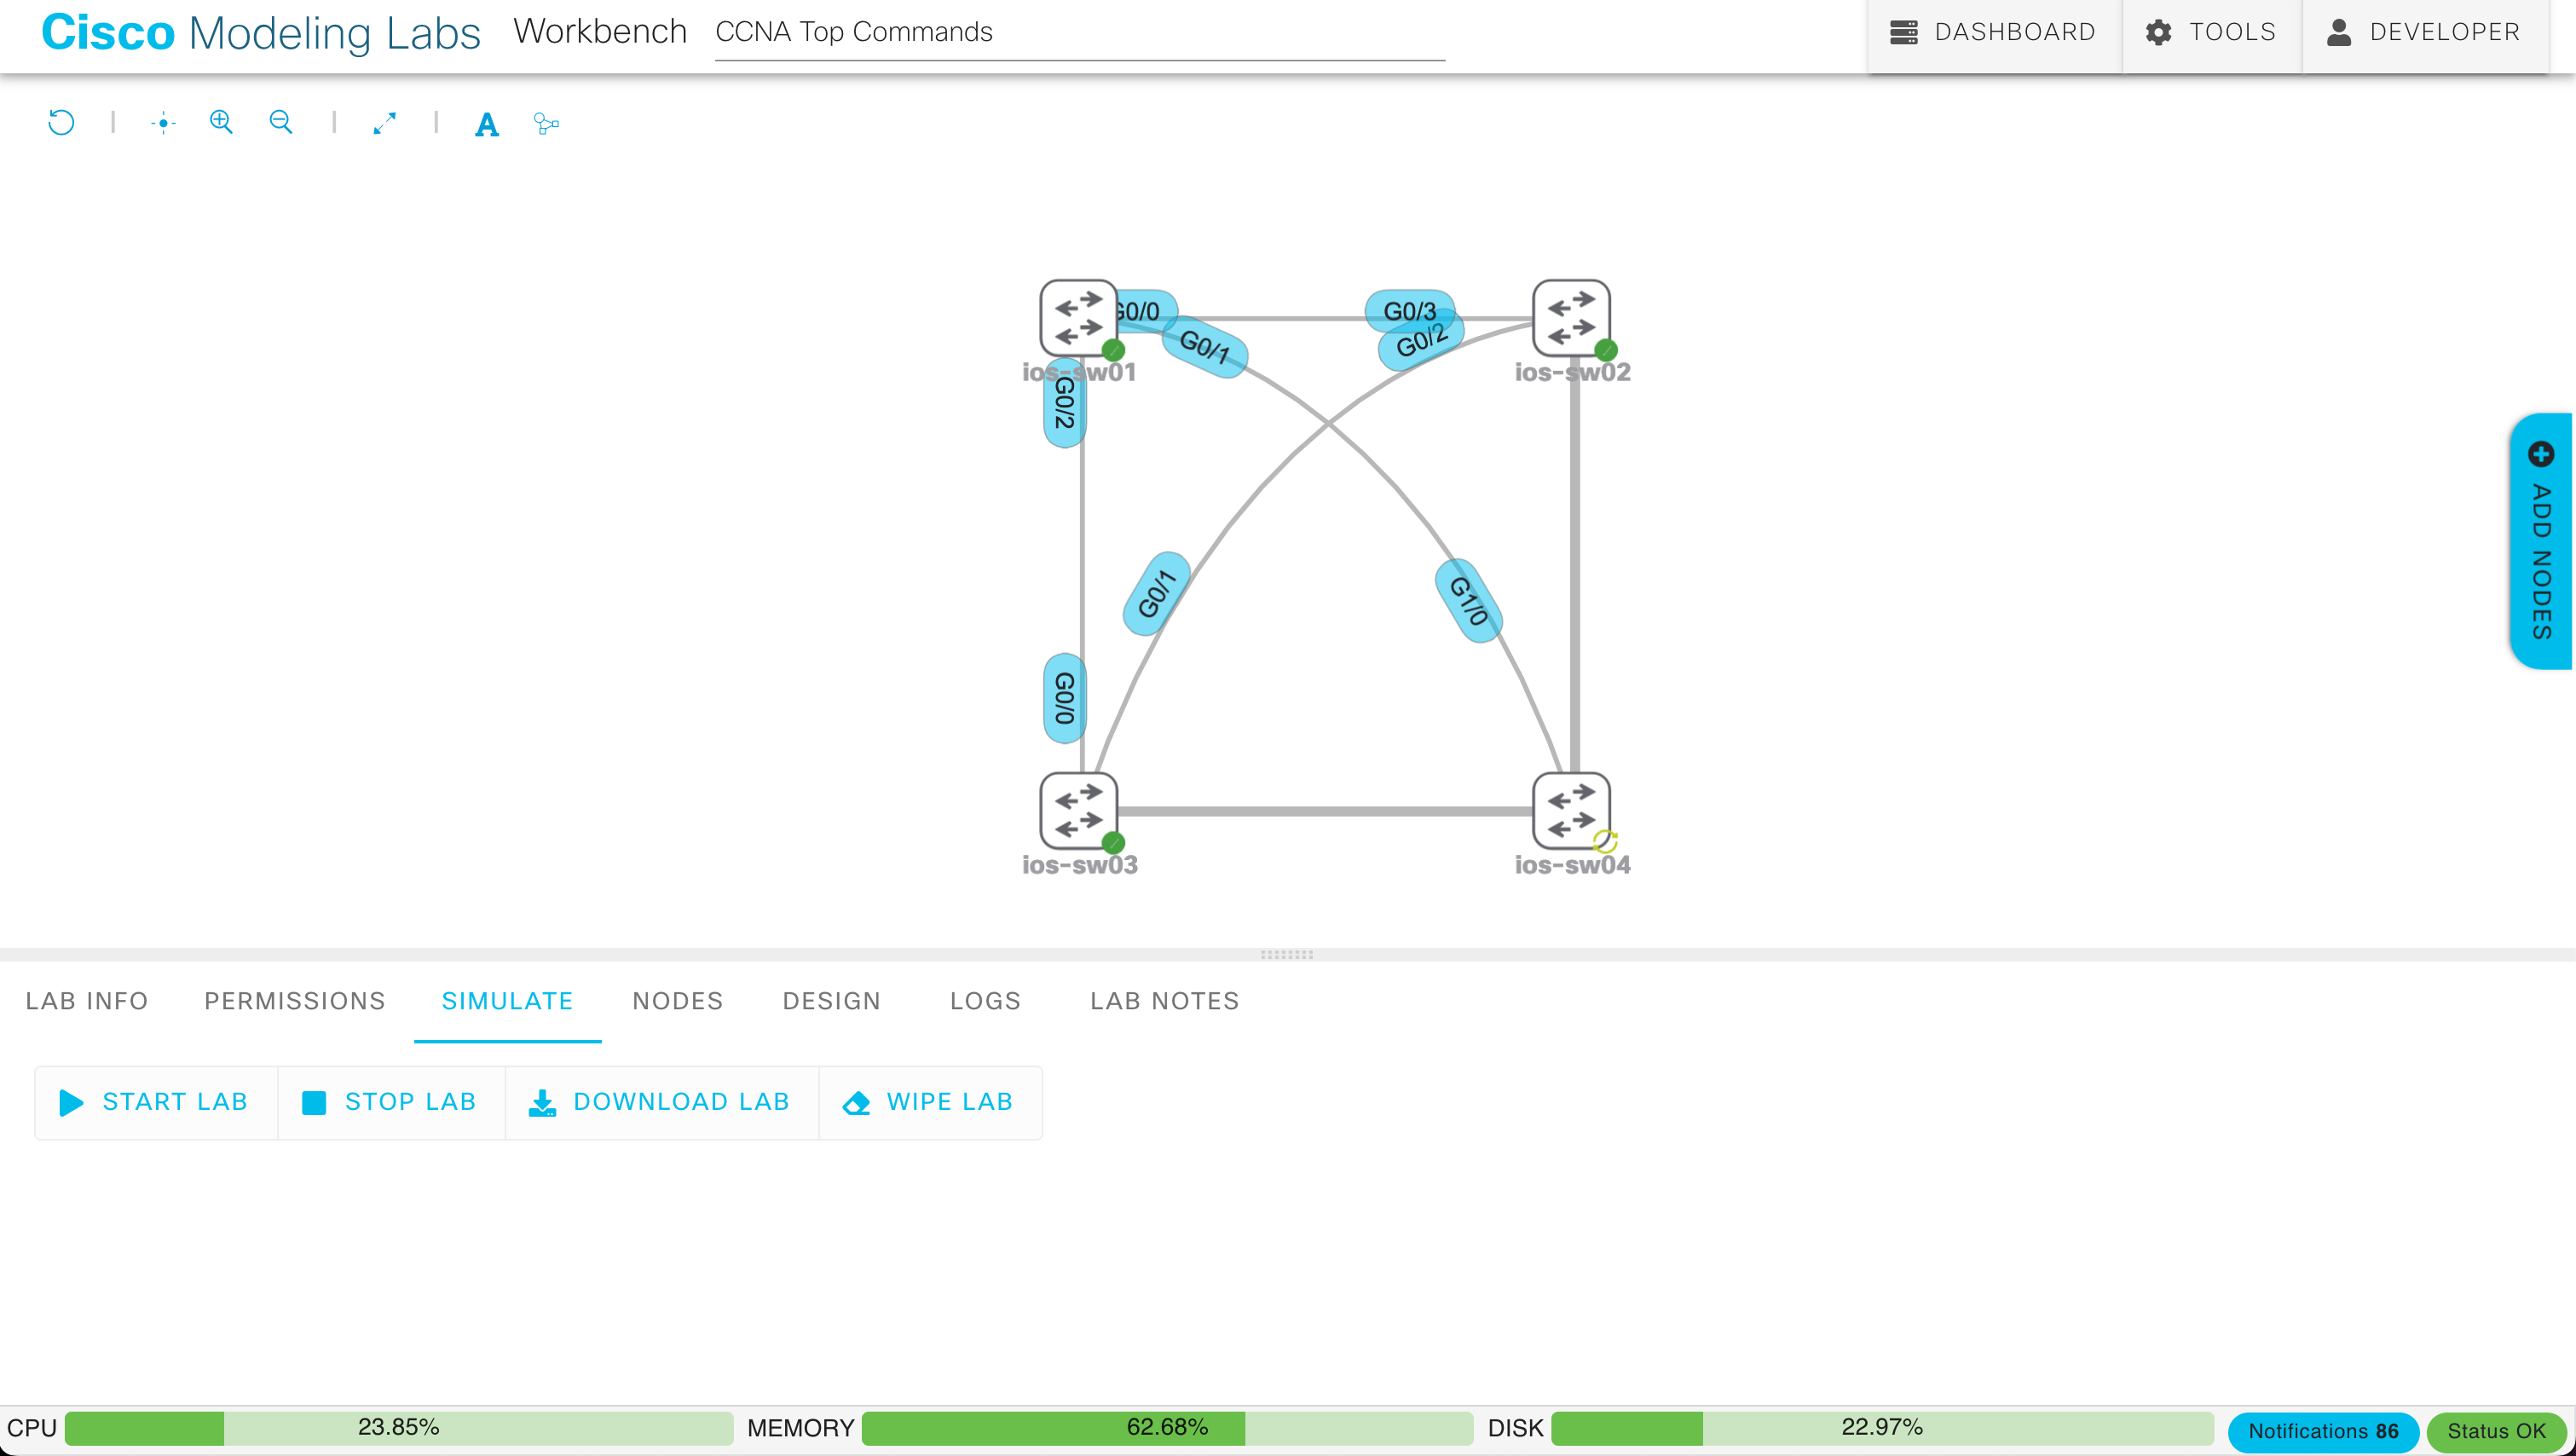 Cisco Modeling Labs Workbench CCNA Top Commands DASHBOARD TOOLS DEVELOPER
A
G0/0 G0/3
G0/1 G0/2
ios-sw01 ios-sw02
G0/2
ADD NODES
G0/1 G1/0
G0/0
ios-sw03 ios-sw04
LAB INFO PERMISSIONS SIMULATE NODES DESIGN LOGS LAB NOTES
START LAB STOP LAB DOWNLOAD LAB WIPE LAB
CPU 23.85% MEMORY 62.68% DISK 22.97% Notifications 86 Status OK